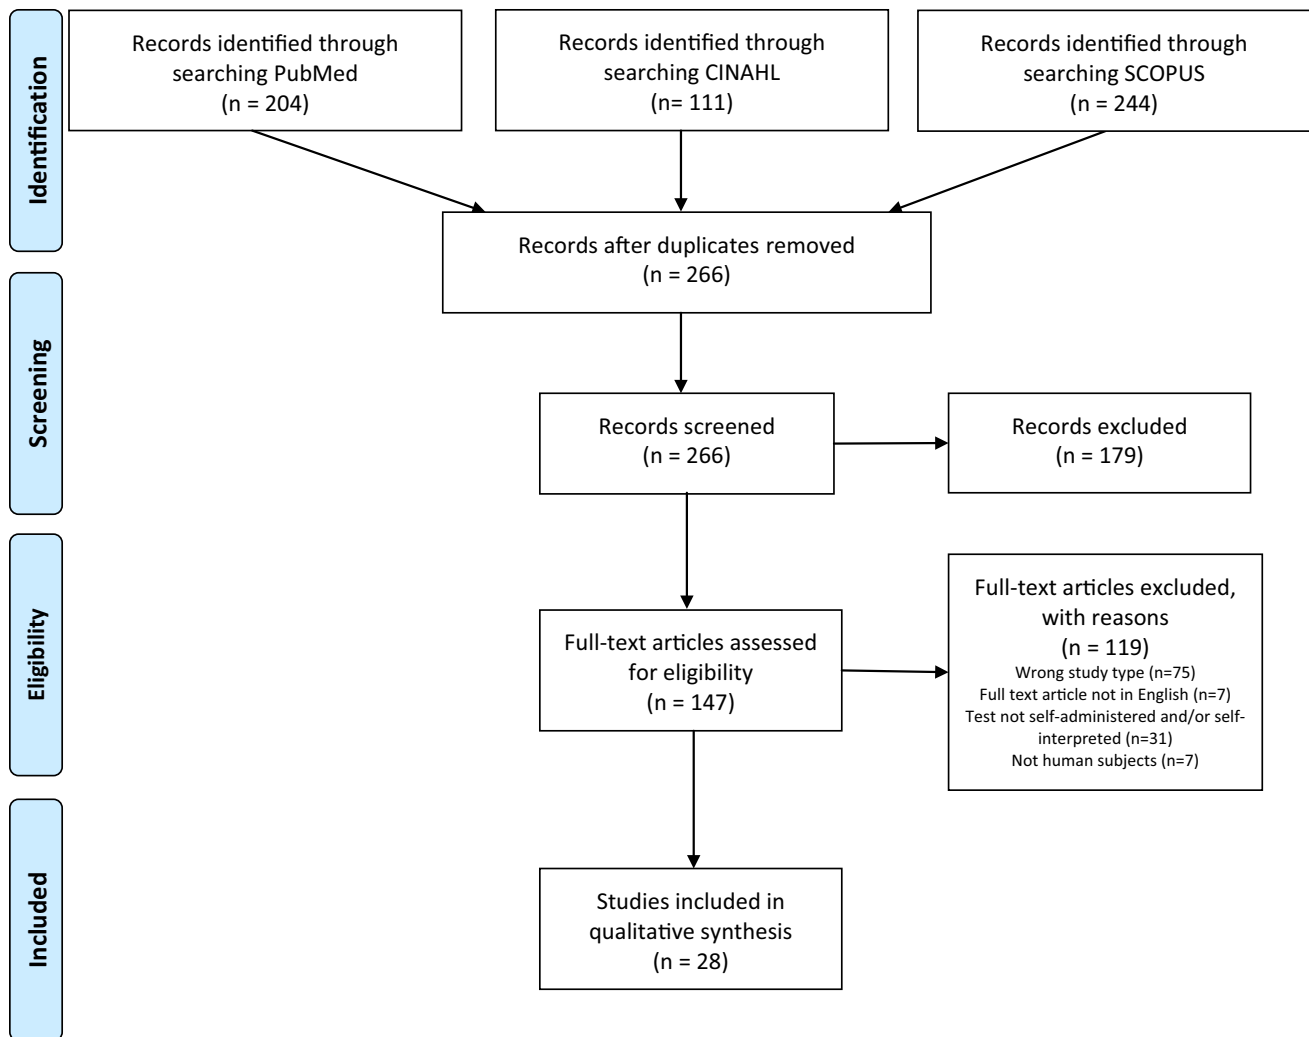 Identification
Records identified through
searching PubMed
(n = 204)
Records identified through
searching CINAHL
(n= 111)
Records identified through
searching SCOPUS
(n = 244)
Records after duplicates removed
(n = 266)
Screening
Records screened
(n = 266)
Records excluded
(n = 179)
Eligibility
Full-text articles assessed
for eligibility
(n = 147)
Full-text articles excluded,
with reasons
(n = 119)
Wrong study type (n=75)
Full text article not in English (n=7)
Test not self-administered and/or self-
interpreted (n=31)
Not human subjects (n=7)
Included
Studies included in
qualitative synthesis
(n = 28)